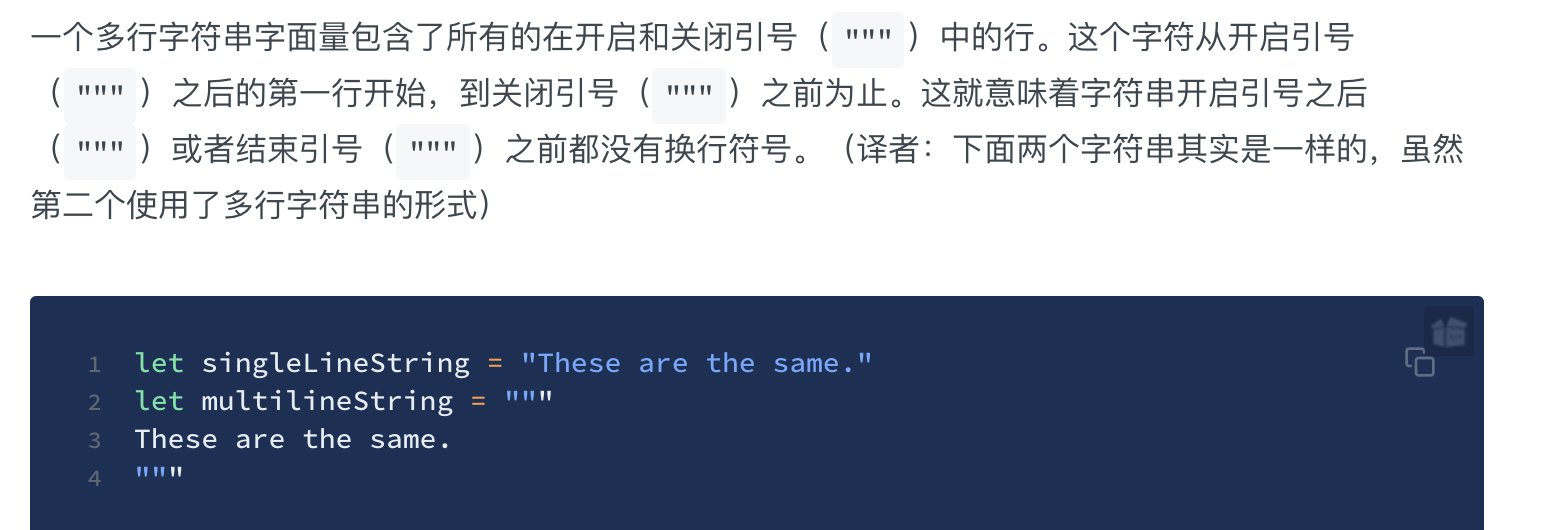 一个多行字符串字面量包含了所有的在开启和关闭引号（"""）中的行。这个字符从开启引号
（"""）之后的第一行开始，到关闭引号（"""）之前为止。这就意味着字符串开启引号之后
（"""）或者结束引号（"""）之前都没有换行符号。（译者：下面两个字符串其实是一样的，虽然
第二个使用了多行字符串的形式）
1 let singleLineString = "These are the same."
2 let multilineString = """
3 These are the same.
4 """